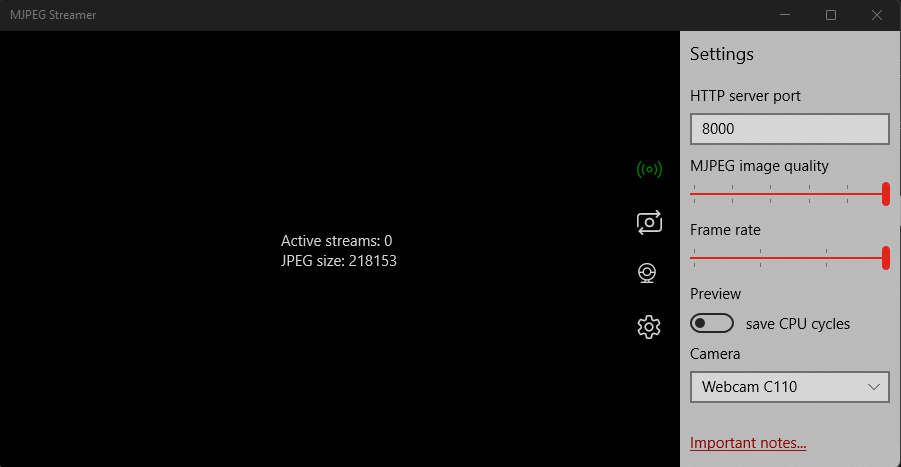 MJPEG Streamer
Active streams: 0
JPEG size: 218153
Settings
HTTP server port
8000
MJPEG image quality
Frame rate
Preview
save CPU cycles
Camera
Webcam C110
Important notes...